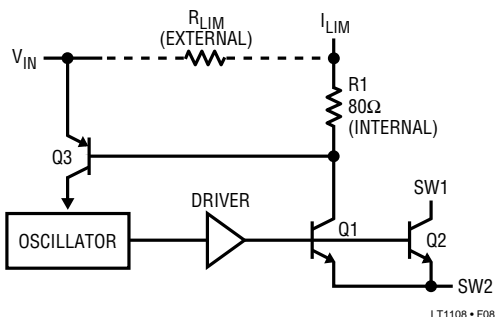 R_LIM
(EXTERNAL)
I_LIM
V_IN
R1
80Ω
(INTERNAL)
Q3
DRIVER
SW1
OSCILLATOR
Q1
Q2
SW2
LT1108 • F08